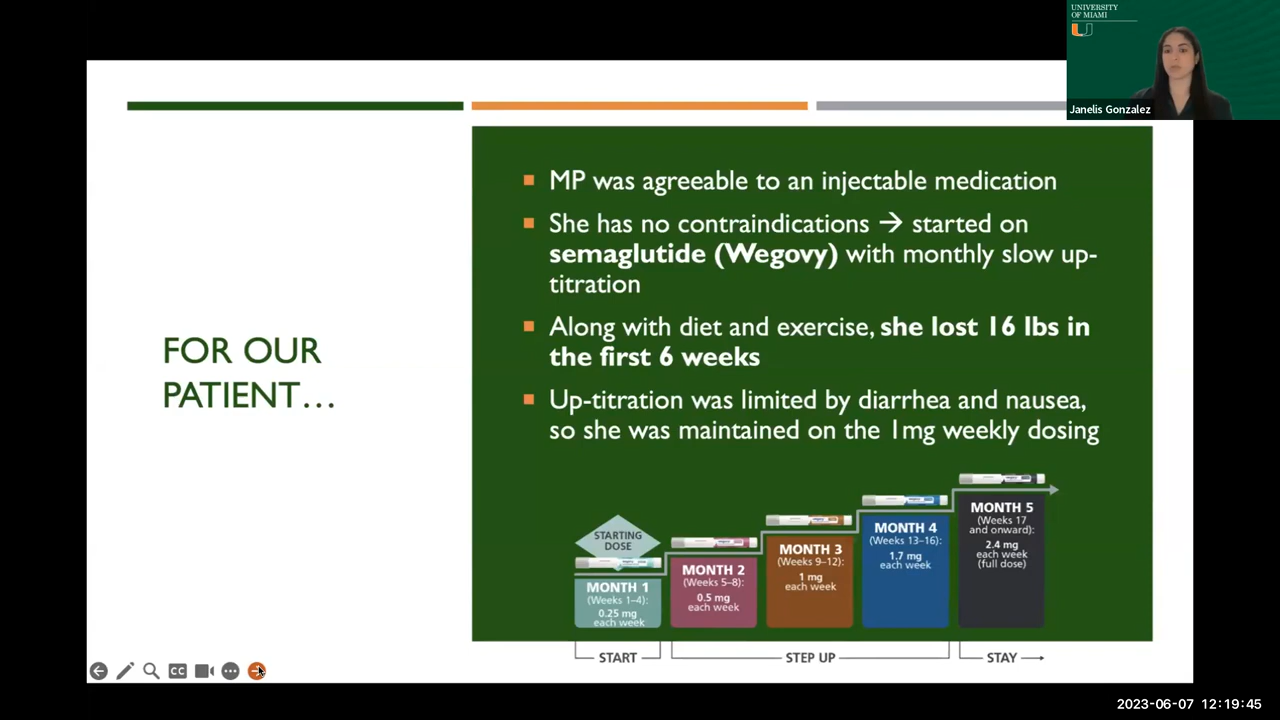 UNIVERSITY
OF MIAMI
Janelis Gonzalez
MP was agreeable to an injectable medication
She has no contraindications → started on
semaglutide (Wegovy) with monthly slow up-
titration
Along with diet and exercise, she lost 16 lbs in
the first 6 weeks
Up-titration was limited by diarrhea and nausea,
so she was maintained on the 1mg weekly dosing
FOR OUR
PATIENT…
STARTING
DOSE
MONTH 1
(Weeks 1–4):
0.25 mg
each week
MONTH 2
(Weeks 5–8):
0.5 mg
each week
MONTH 3
(Weeks 9–12):
1 mg
each week
MONTH 4
(Weeks 13–16):
1.7 mg
each week
MONTH 5
(Weeks 17
and onward):
2.4 mg
each week
(full dose)
START
STEP UP
STAY
CC
2023-06-07 12:19:45